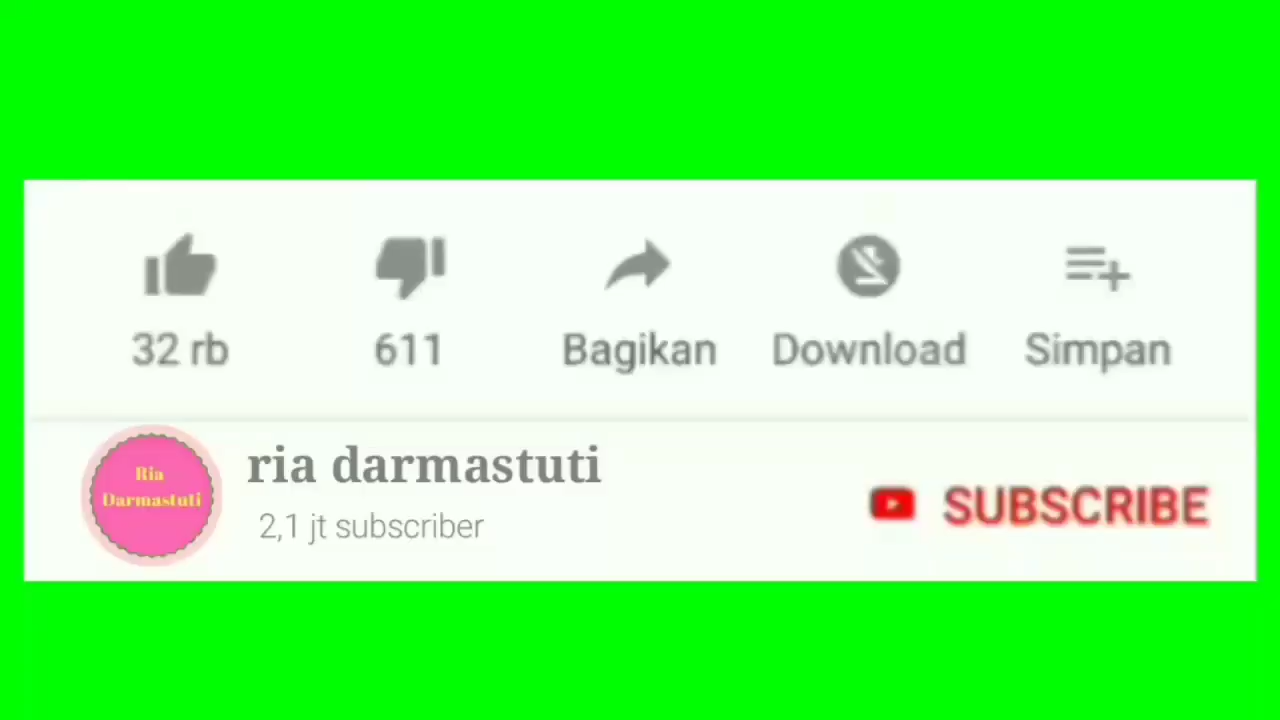 32 rb 611 Bagikan Download Simpan
Ria
Darmastuti
ria darmastuti
2,1 jt subscriber
SUBSCRIBE